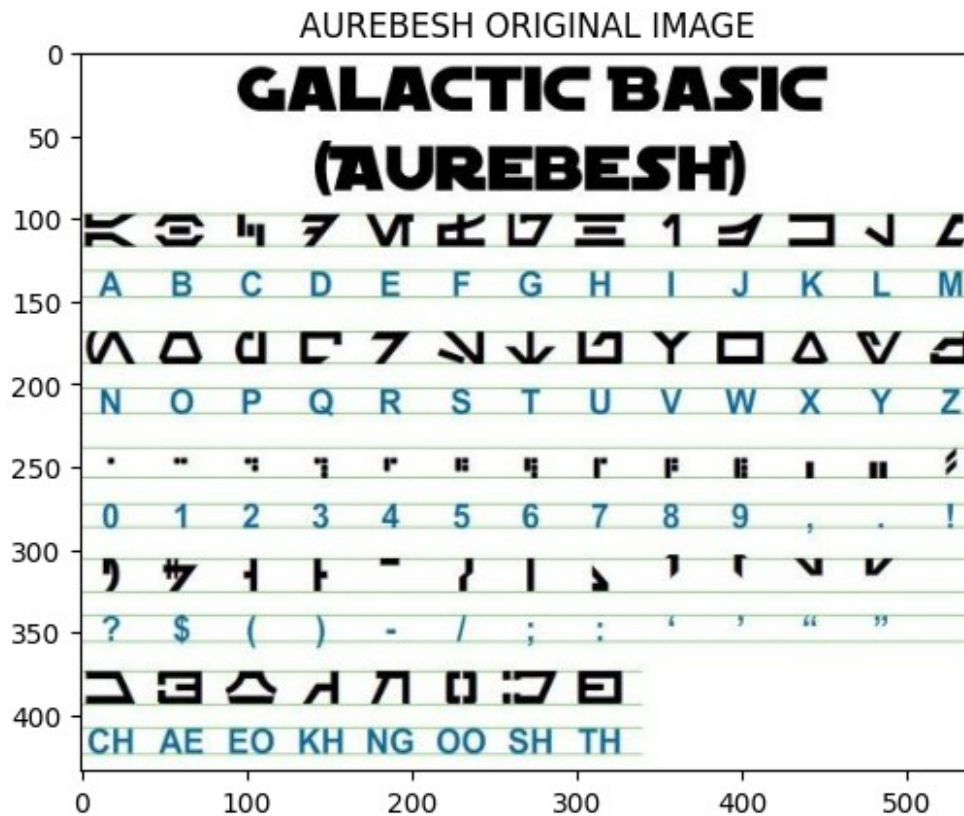 AUREBESH ORIGINAL IMAGE
0
GALACTIC BASIC
50
(AUREBESH)
100
A B C D E F G H I J K L M
150
N O P Q R S T U V W X Y Z
200
250
0 1 2 3 4 5 6 7 8 9 , . !
300
? $ ( ) - / ; : ‘ ’ “ ”
350
400
CH AE EO KH NG OO SH TH
0 100 200 300 400 500